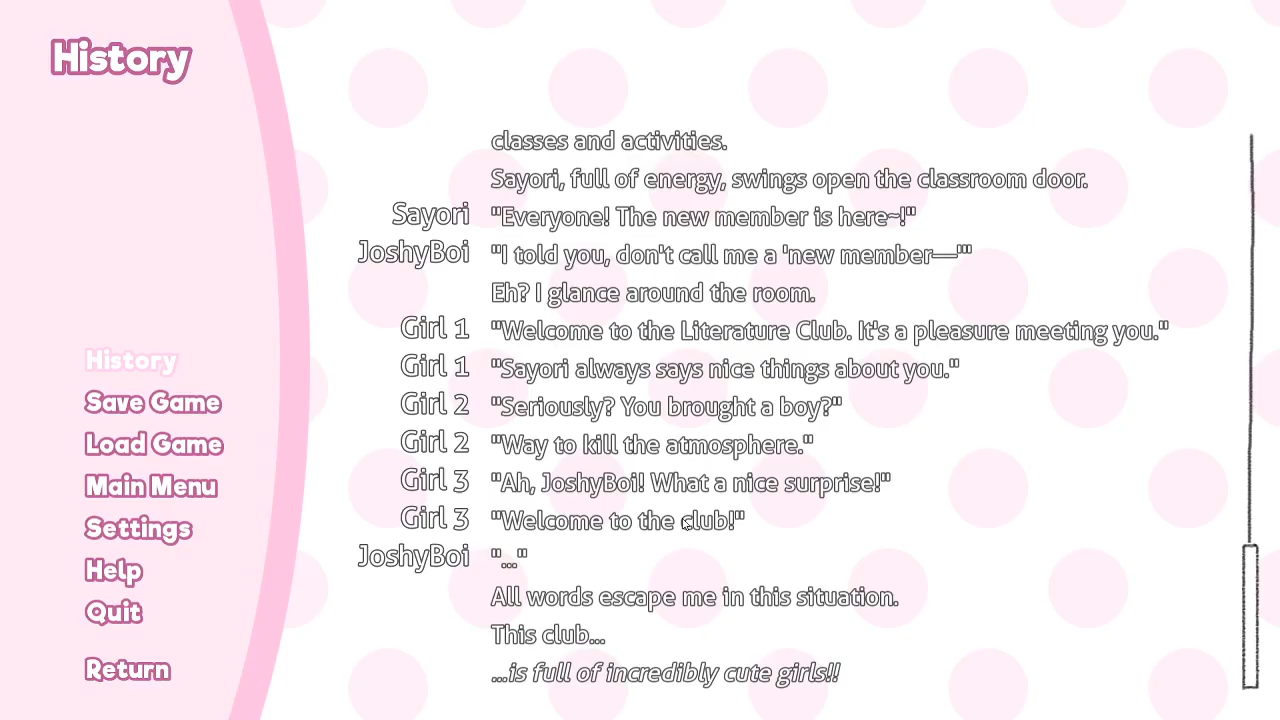 History
classes and activities.
Sayori, full of energy, swings open the classroom door.
Sayori "Everyone! The new member is here~!"
JoshyBoi "I told you, don't call me a 'new member—'"
Eh? I glance around the room.
Girl 1 "Welcome to the Literature Club. It's a pleasure meeting you."
Girl 1 "Sayori always says nice things about you."
Girl 2 "Seriously? You brought a boy?"
Girl 2 "Way to kill the atmosphere."
Girl 3 "Ah, JoshyBoi! What a nice surprise!"
Girl 3 "Welcome to the club!"
JoshyBoi "..."
All words escape me in this situation.
This club...
...is full of incredibly cute girls!!
History
Save Game
Load Game
Main Menu
Settings
Help
Quit
Return